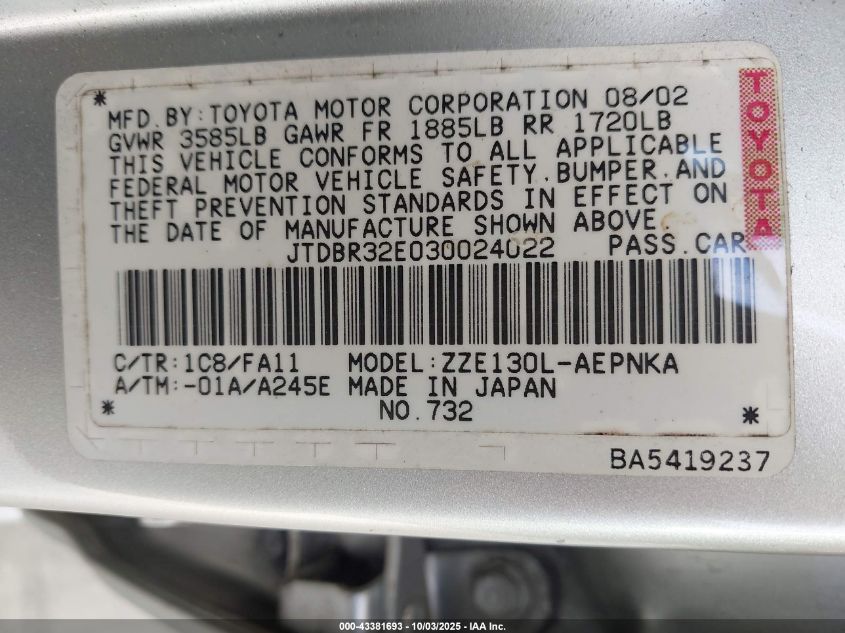 MFD.BY:TOYOTA MOTOR CORPORATION 08/02
GVWR 3585LB GAWR FR 1885LB RR 1720LB
THIS VEHICLE CONFORMS TO ALL APPLICABLE
FEDERAL MOTOR VEHICLE SAFETY.BUMPER.AND
THEFT PREVENTION STANDARDS IN EFFECT ON
THE DATE OF MANUFACTURE SHOWN ABOVE.
JTDBR32E030024022 PASS.CAR
TOYOTA
C/TR:1C8/FA11 MODEL:ZZE130L-AEPNKA
A/TM:-01A/A245E MADE IN JAPAN
NO.732
BA5419237
000-43381693 - 10/03/2025 - IAA Inc.